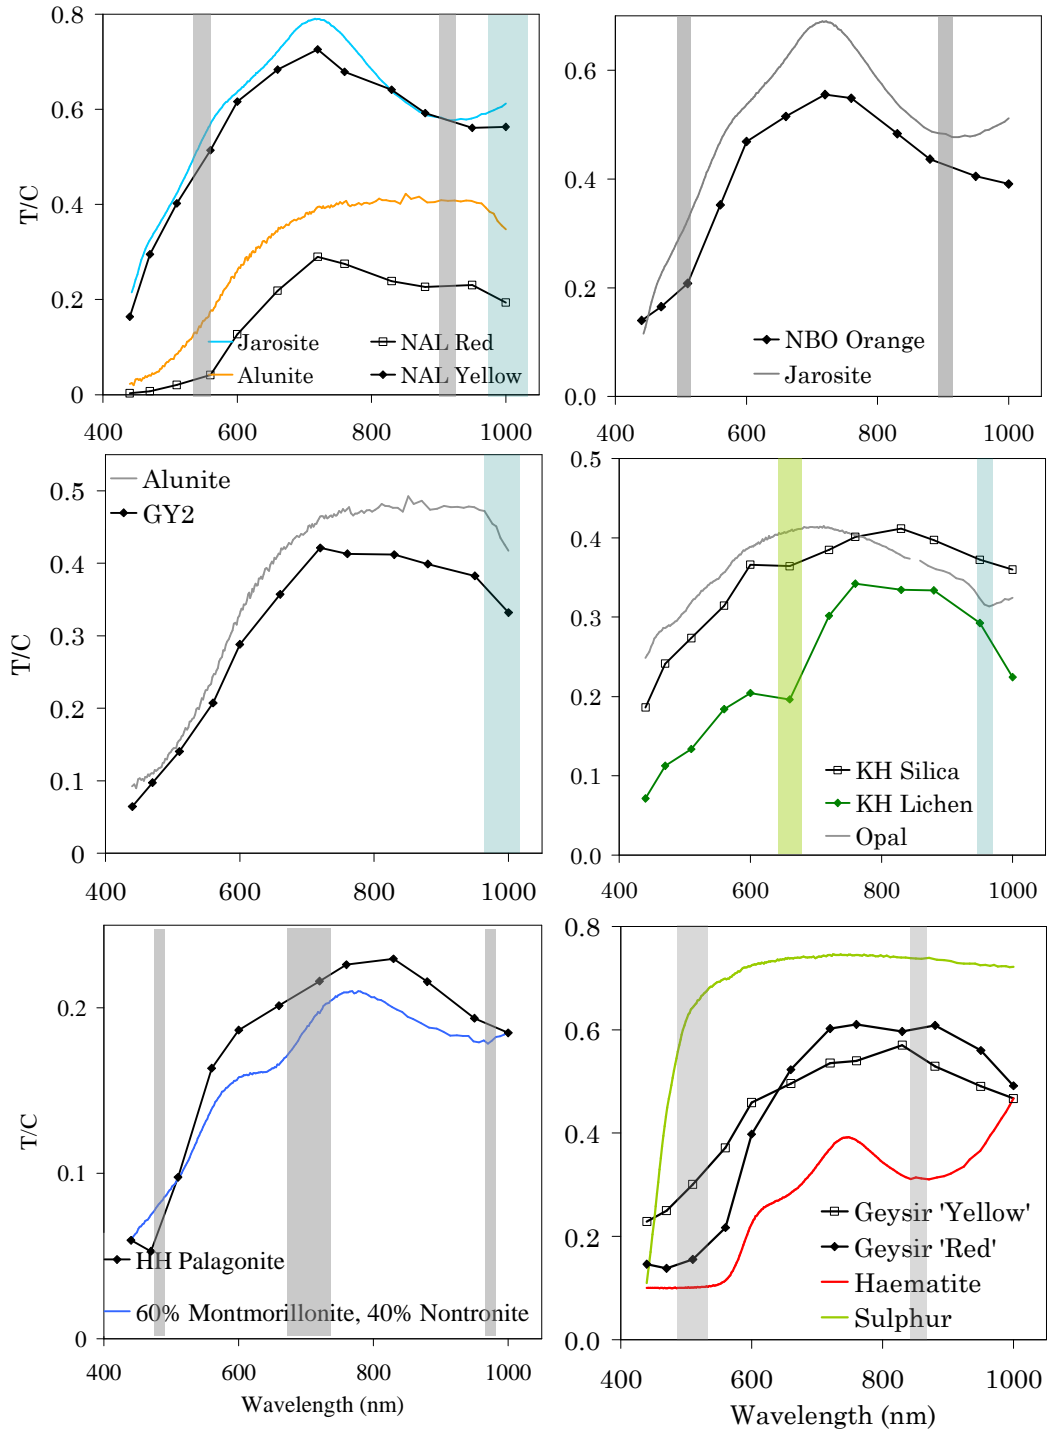 0.8
0.6
0.4
0.2
0
T/C
Jarosite
NAL Red
Alunite
NAL Yellow
400
600
800
1000
0.6
0.4
0.2
0.0
NBO Orange
Jarosite
400
600
800
1000
Alunite
GY2
0.5
0.4
0.3
0.2
0.1
0
T/C
400
600
800
1000
0.5
0.4
0.3
0.2
0.1
0.0
KH Silica
KH Lichen
Opal
400
600
800
1000
0.2
0.1
0
T/C
HH Palagonite
60% Montmorillonite, 40% Nontronite
400
600
800
1000
Wavelength (nm)
0.8
0.6
0.4
0.2
0.0
Geysir 'Yellow'
Geysir 'Red'
Haematite
Sulphur
400
600
800
1000
Wavelength (nm)